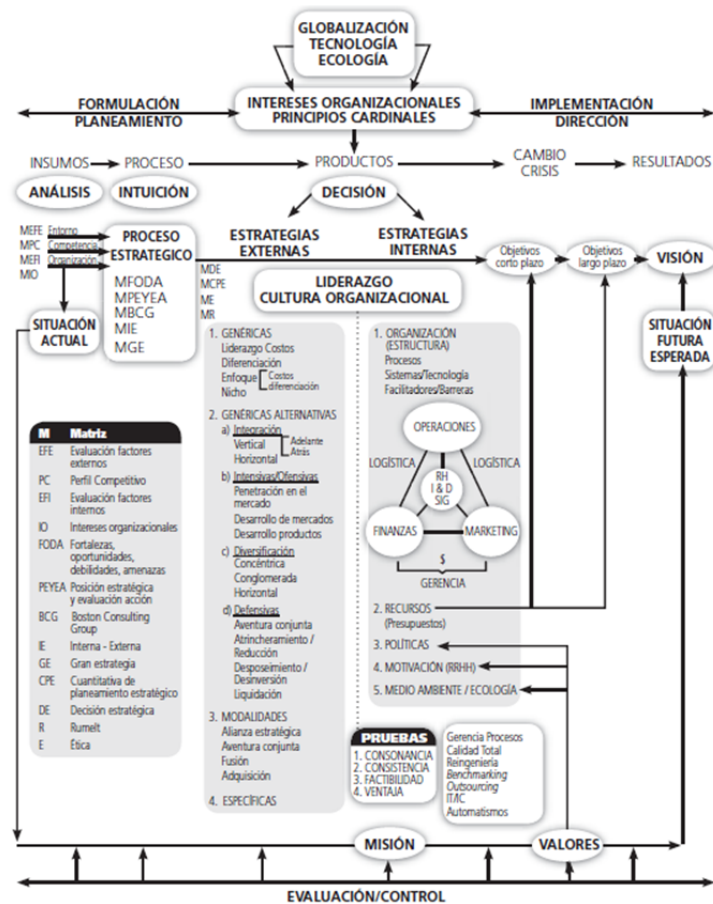 GLOBALIZACIÓN
TECNOLOGÍA
ECOLOGÍA
FORMULACIÓN
PLANEAMIENTO
INTERESES ORGANIZACIONALES
PRINCIPIOS CARDINALES
IMPLEMENTACIÓN
DIRECCIÓN
INSUMOS
PROCESO
PRODUCTOS
CAMBIO
CRISIS
RESULTADOS
ANÁLISIS
INTUICIÓN
DECISIÓN
MEFE Entorno
MPC Competencia
MEFI Organización
MIO
PROCESO
ESTRATEGICO
MFODA
MPEYEA
MBCG
MIE
MGE
ESTRATEGIAS
EXTERNAS
ESTRATEGIAS
INTERNAS
Objetivos
corto plazo
Objetivos
largo plazo
VISIÓN
MDE
MCPE
ME
MR
LIDERAZGO
CULTURA ORGANIZACIONAL
SITUACIÓN
ACTUAL
SITUACIÓN
FUTURA
ESPERADA
M Matriz
EFE Evaluación factores
externos
PC Perfil Competitivo
EFI Evaluación factores
internos
IO Intereses organizacionales
FODA Fortalezas,
oportunidades,
debilidades, amenazas
PEYEA Posición estratégica
y evaluación acción
BCG Boston Consulting
Group
IE Interna - Externa
GE Gran estrategia
CPE Cuantitativa de
planeamiento estratégico
DE Decisión estratégica
R Rumelt
E Ética
1. GENÉRICAS
Liderazgo Costos
Diferenciación
Enfoque
Nicho
Costos
diferenciación
2. GENÉRICAS ALTERNATIVAS
a) Integración
Vertical
Horizontal
Adelante
Atrás
b) Intensivas/Ofensivas
Penetración en el
mercado
Desarrollo de mercados
Desarrollo productos
c) Diversificación
Concéntrica
Conglomerada
Horizontal
d) Defensivas
Aventura conjunta
Atrincheramiento /
Reducción
Desposeimiento /
Desinversión
Liquidación
3. MODALIDADES
Alianza estratégica
Aventura conjunta
Fusión
Adquisición
4. ESPECÍFICAS
1. ORGANIZACIÓN
(ESTRUCTURA)
Procesos
Sistemas/Tecnología
Facilitadores/Barreras
OPERACIONES
LOGÍSTICA
LOGÍSTICA
RH
I & D
SIG
FINANZAS
MARKETING
$
GERENCIA
2. RECURSOS
(Presupuestos)
3. POLÍTICAS
4. MOTIVACIÓN (RRHH)
5. MEDIO AMBIENTE / ECOLOGÍA
PRUEBAS
1. CONSONANCIA
2. CONSISTENCIA
3. FACTIBILIDAD
4. VENTAJA
Gerencia Procesos
Calidad Total
Reingeniería
Benchmarking
Outsourcing
IT/IC
Automatismos
MISIÓN
VALORES
EVALUACIÓN/CONTROL